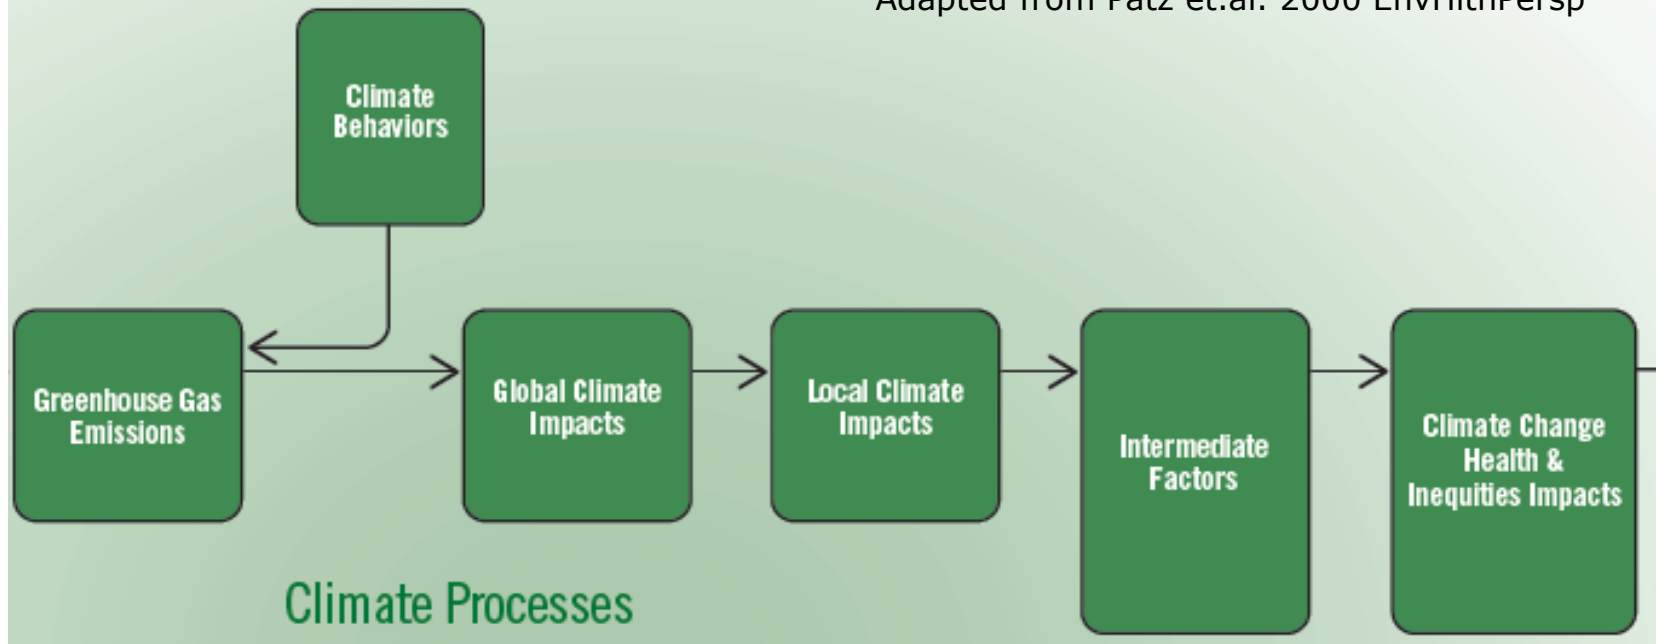 Adapted from Patz et.al. 2000 EnvHlthPersp
Climate
Behaviors
Greenhouse Gas
Emissions
Global Climate
Impacts
Local Climate
Impacts
Intermediate
Factors
Climate Change
Health &
Inequities Impacts
Climate Processes